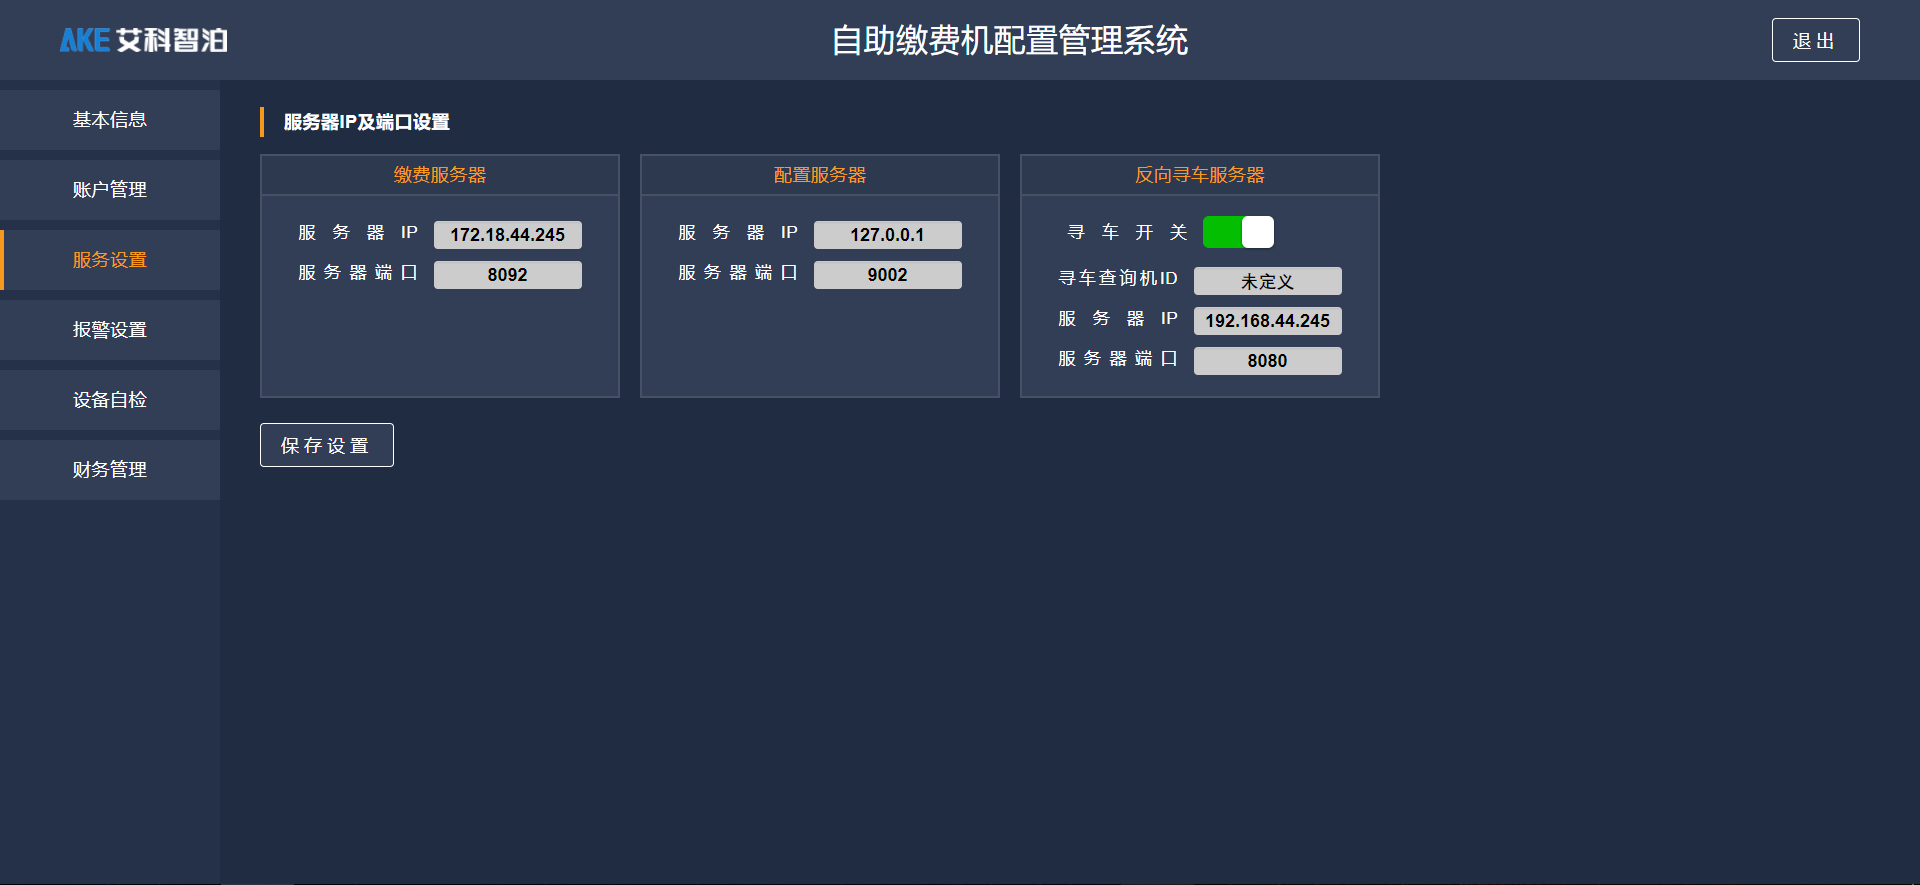 AKE 艾科智泊
自助缴费机配置管理系统
退出
基本信息
账户管理
服务设置
报警设置
设备自检
财务管理
服务器IP及端口设置
缴费服务器
服务器IP 172.18.44.245
服务器端口 8092
配置服务器
服务器IP 127.0.0.1
服务器端口 9002
反向寻车服务器
寻车开关
寻车查询机ID 未定义
服务器IP 192.168.44.245
服务器端口 8080
保存设置